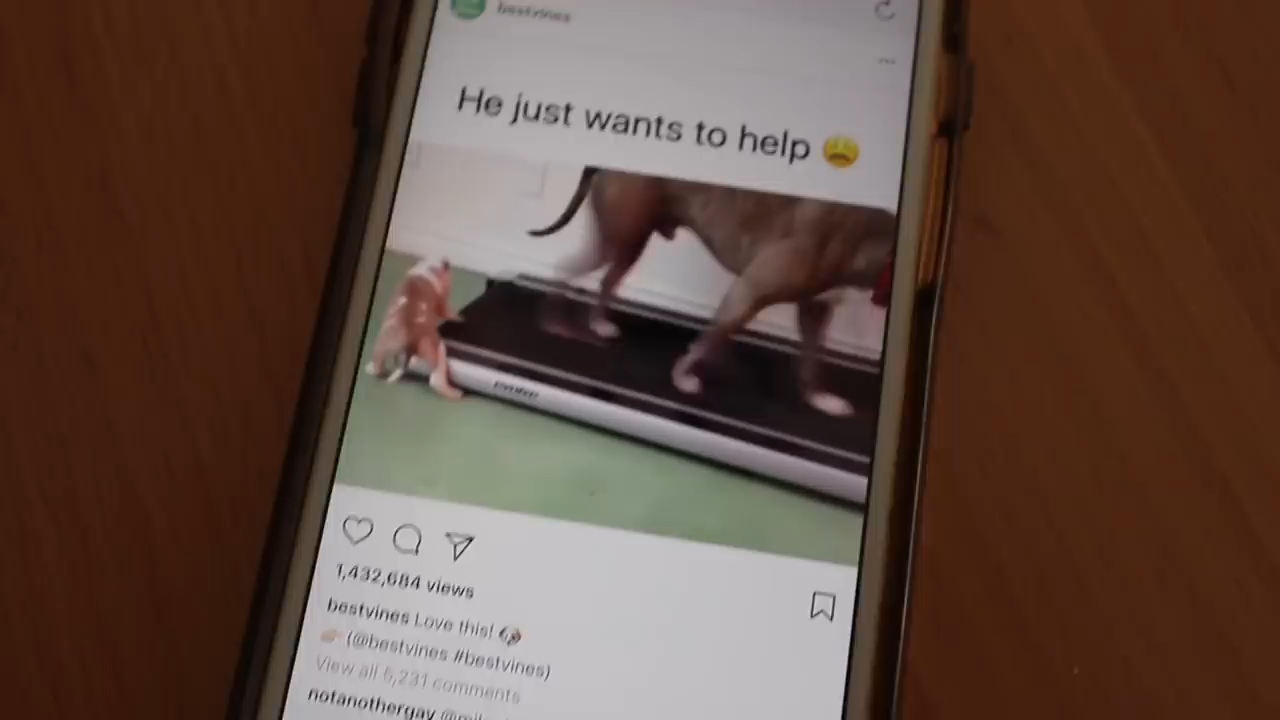 bestvines
He just wants to help 😩
1,432,684 views
bestvines Love this! 🐶
👉🏼 (@bestvines #bestvines)
View all 6,231 comments
notanothergay